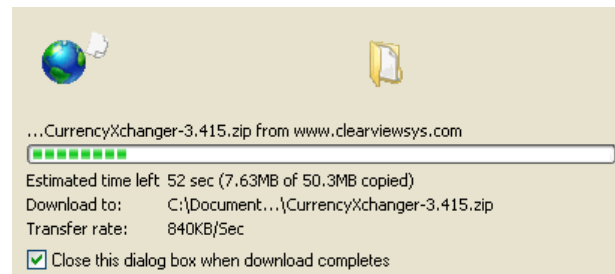 ...CurrencyXchanger-3.415.zip from www.clearviewsys.com
Estimated time left 52 sec (7.63MB of 50.3MB copied)
Download to: C:\Document...\CurrencyXchanger-3.415.zip
Transfer rate: 840KB/Sec
Close this dialog box when download completes